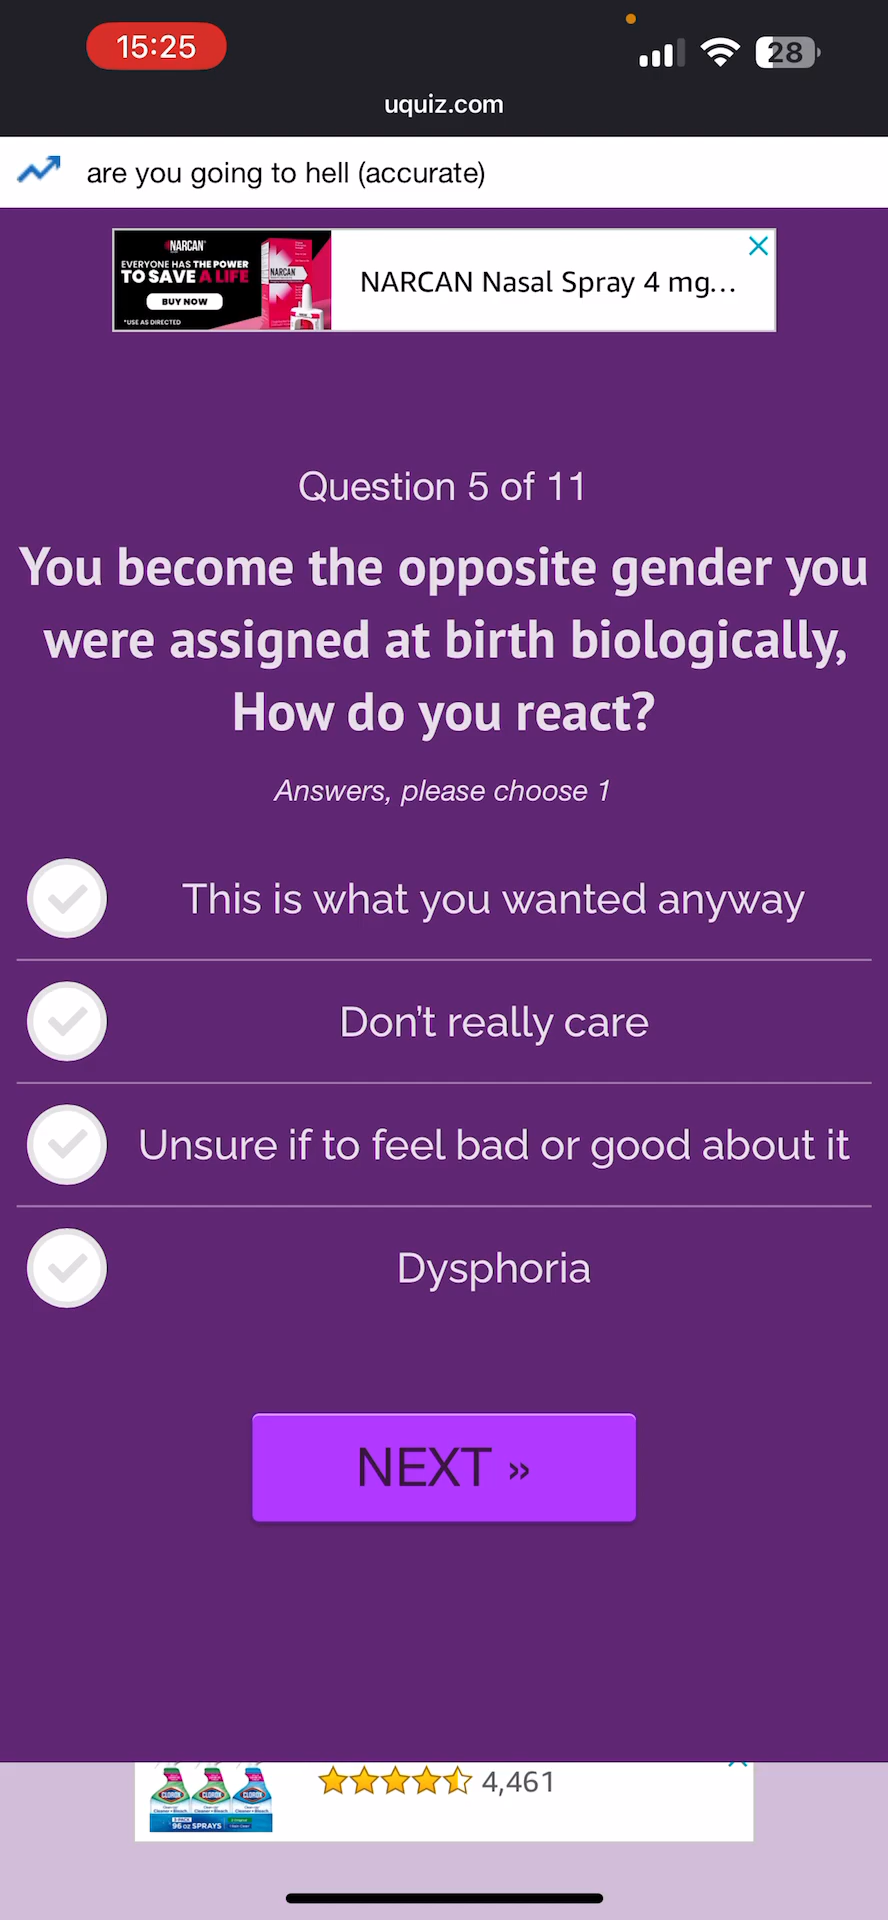 15:25
28
uquiz.com
are you going to hell (accurate)
NARCAN
EVERYONE HAS THE POWER
TO SAVE A LIFE
BUY NOW
*USE AS DIRECTED
NARCAN
NARCAN Nasal Spray 4 mg...
Question 5 of 11
You become the opposite gender you
were assigned at birth biologically,
How do you react?
Answers, please choose 1
This is what you wanted anyway
Don't really care
Unsure if to feel bad or good about it
Dysphoria
NEXT »
CLOROX CLOROX CLOROX
96 oz SPRAYS
4,461